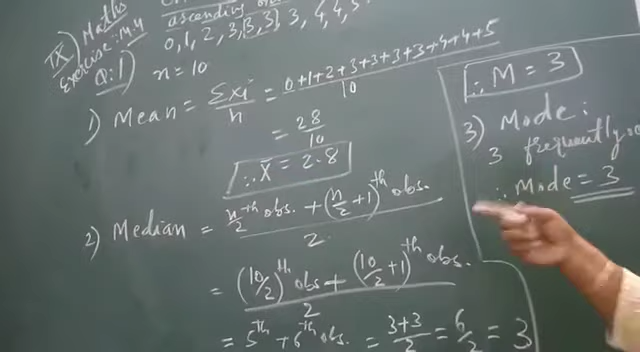 IX) Maths
Exercise: 14.4
Q:1)
ascending
0, 1, 2, 3, 3, 3, 3, 4, 4, 5
n = 10
1) Mean = Σxi/n = 0+1+2+3+3+3+3+4+4+5/10
= 28/10
∴ x̄ = 2.8
2) Median = n/2 th obs. + (n/2 + 1)th obs./2
= (10/2)th obs + (10/2 + 1)th obs./2
= 5th + 6th obs. = 3+3/2 = 6/2 = 3
∴ M = 3
3) Mode:
3 frequently
∴ Mode = 3